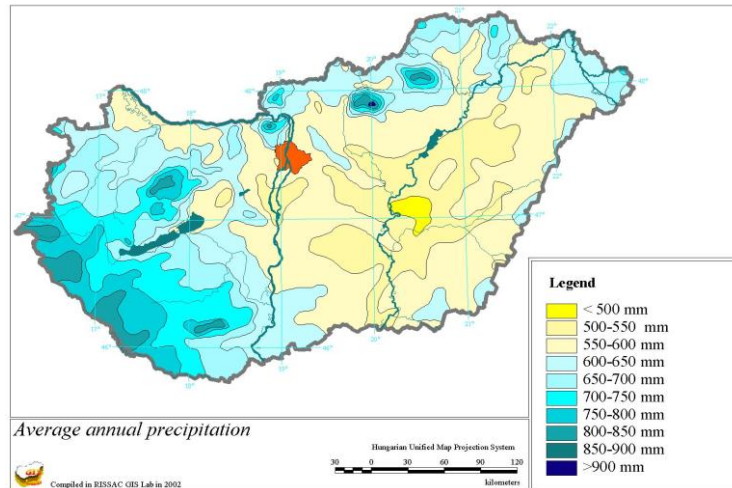 Legend
< 500 mm
500-550 mm
550-600 mm
600-650 mm
650-700 mm
700-750 mm
750-800 mm
800-850 mm
850-900 mm
>900 mm
Average annual precipitation
Hungarian Unified Map Projection System
30 0 30 60 90 120
kilometers
Compiled in RISSAC GIS Lab in 2002